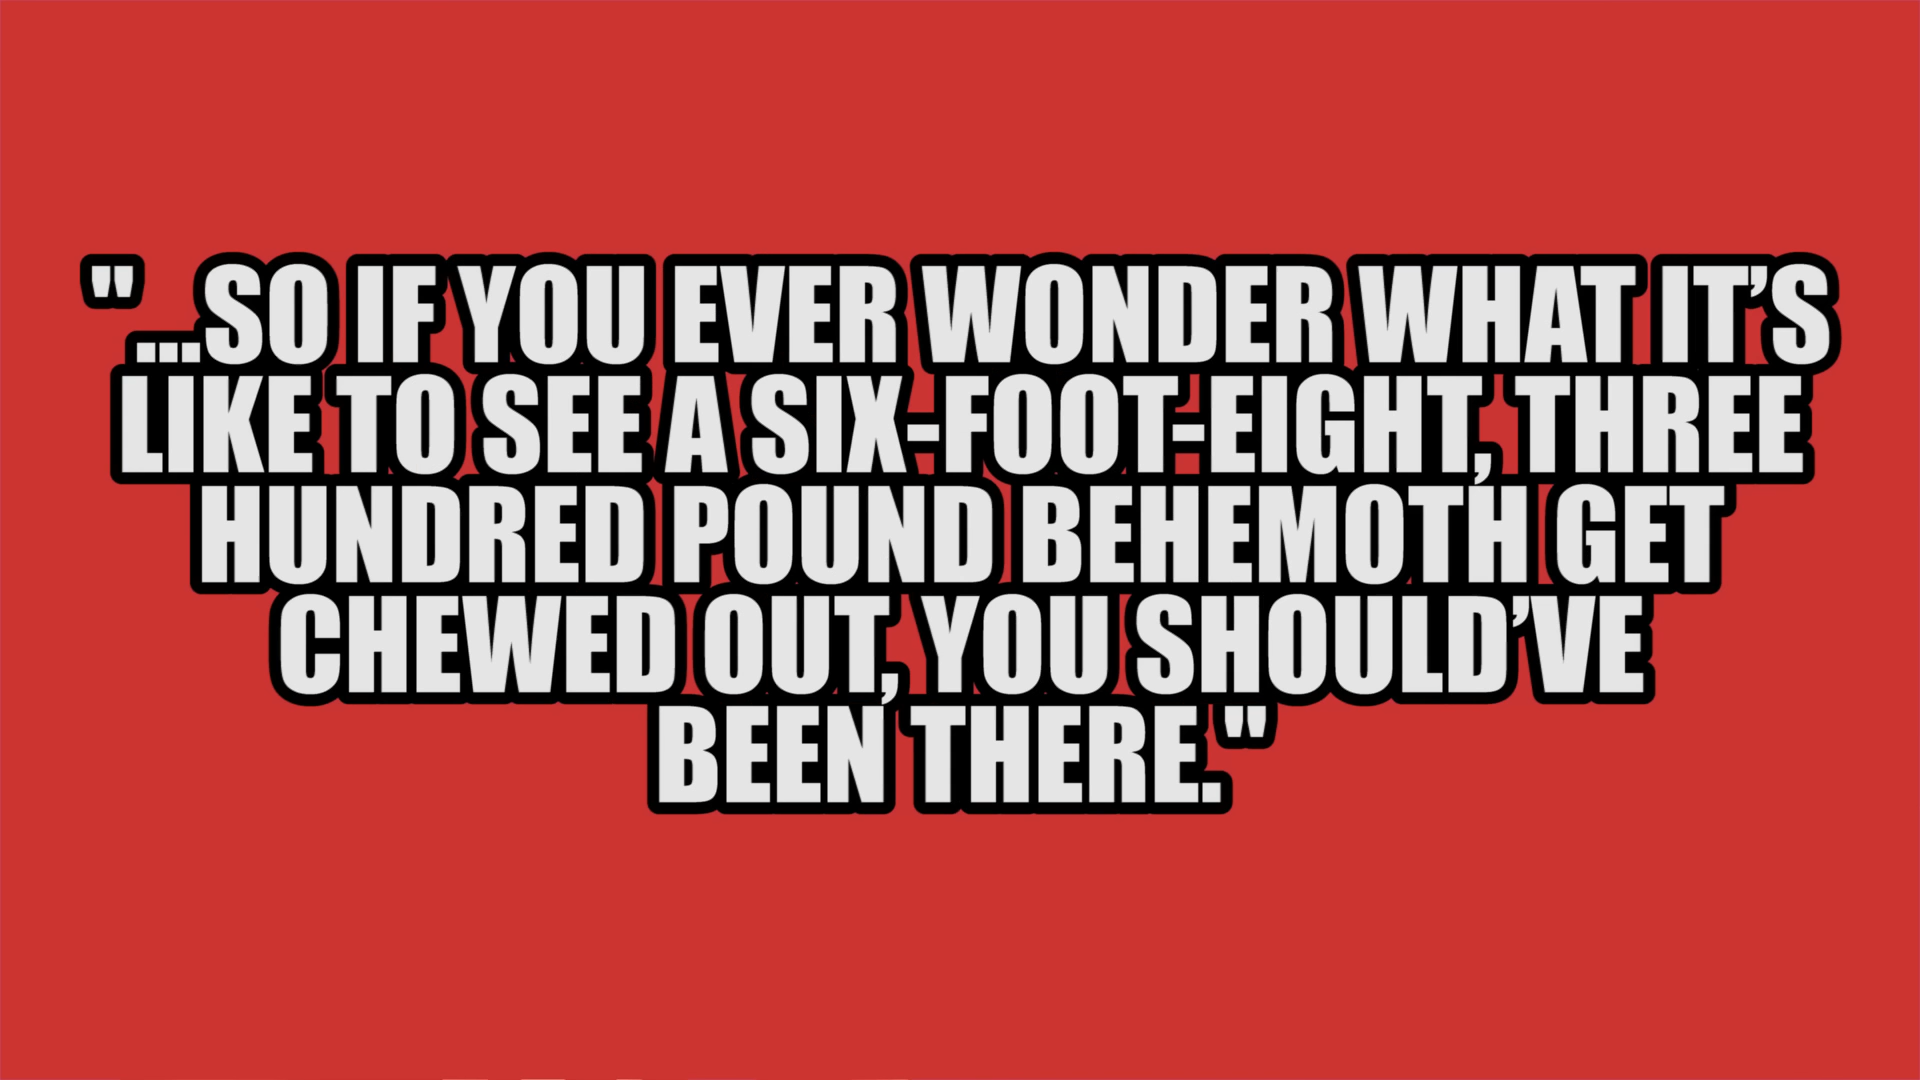 "...SO IF YOU EVER WONDER WHAT IT’S
LIKE TO SEE A SIX-FOOT-EIGHT, THREE
HUNDRED POUND BEHEMOTH GET
CHEWED OUT, YOU SHOULD’VE
BEEN THERE."